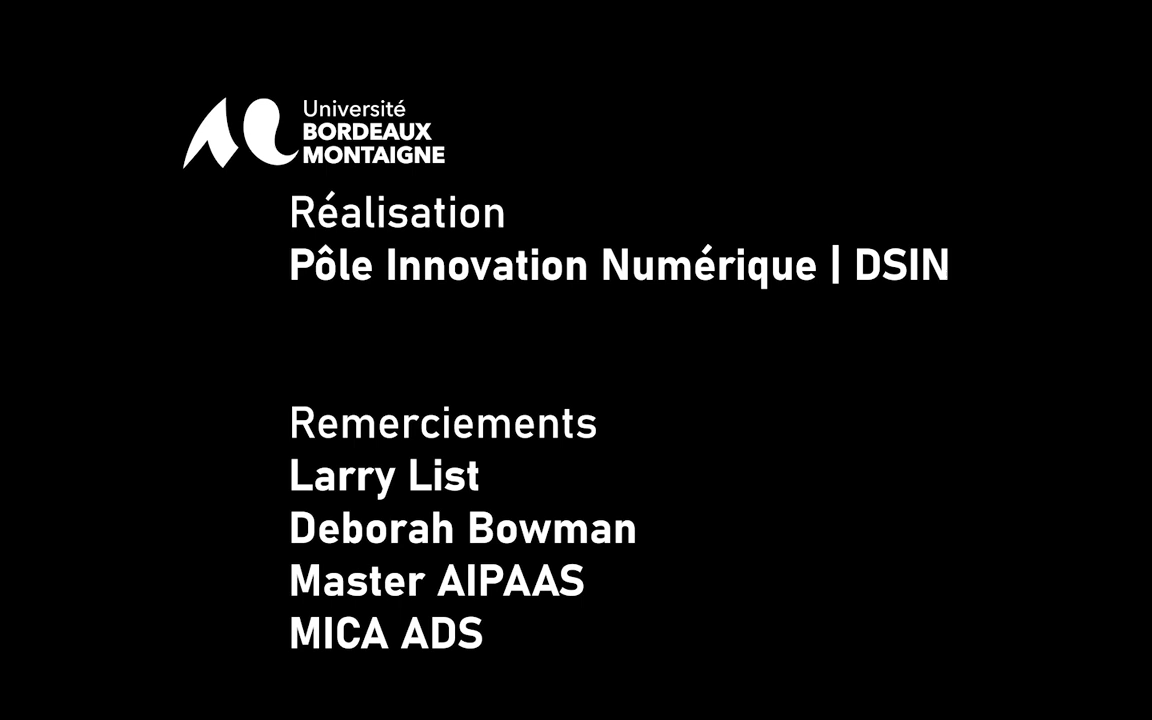 Université
BORDEAUX
MONTAIGNE
Réalisation
Pôle Innovation Numérique | DSIN
Remerciements
Larry List
Deborah Bowman
Master AIPAAS
MICA ADS